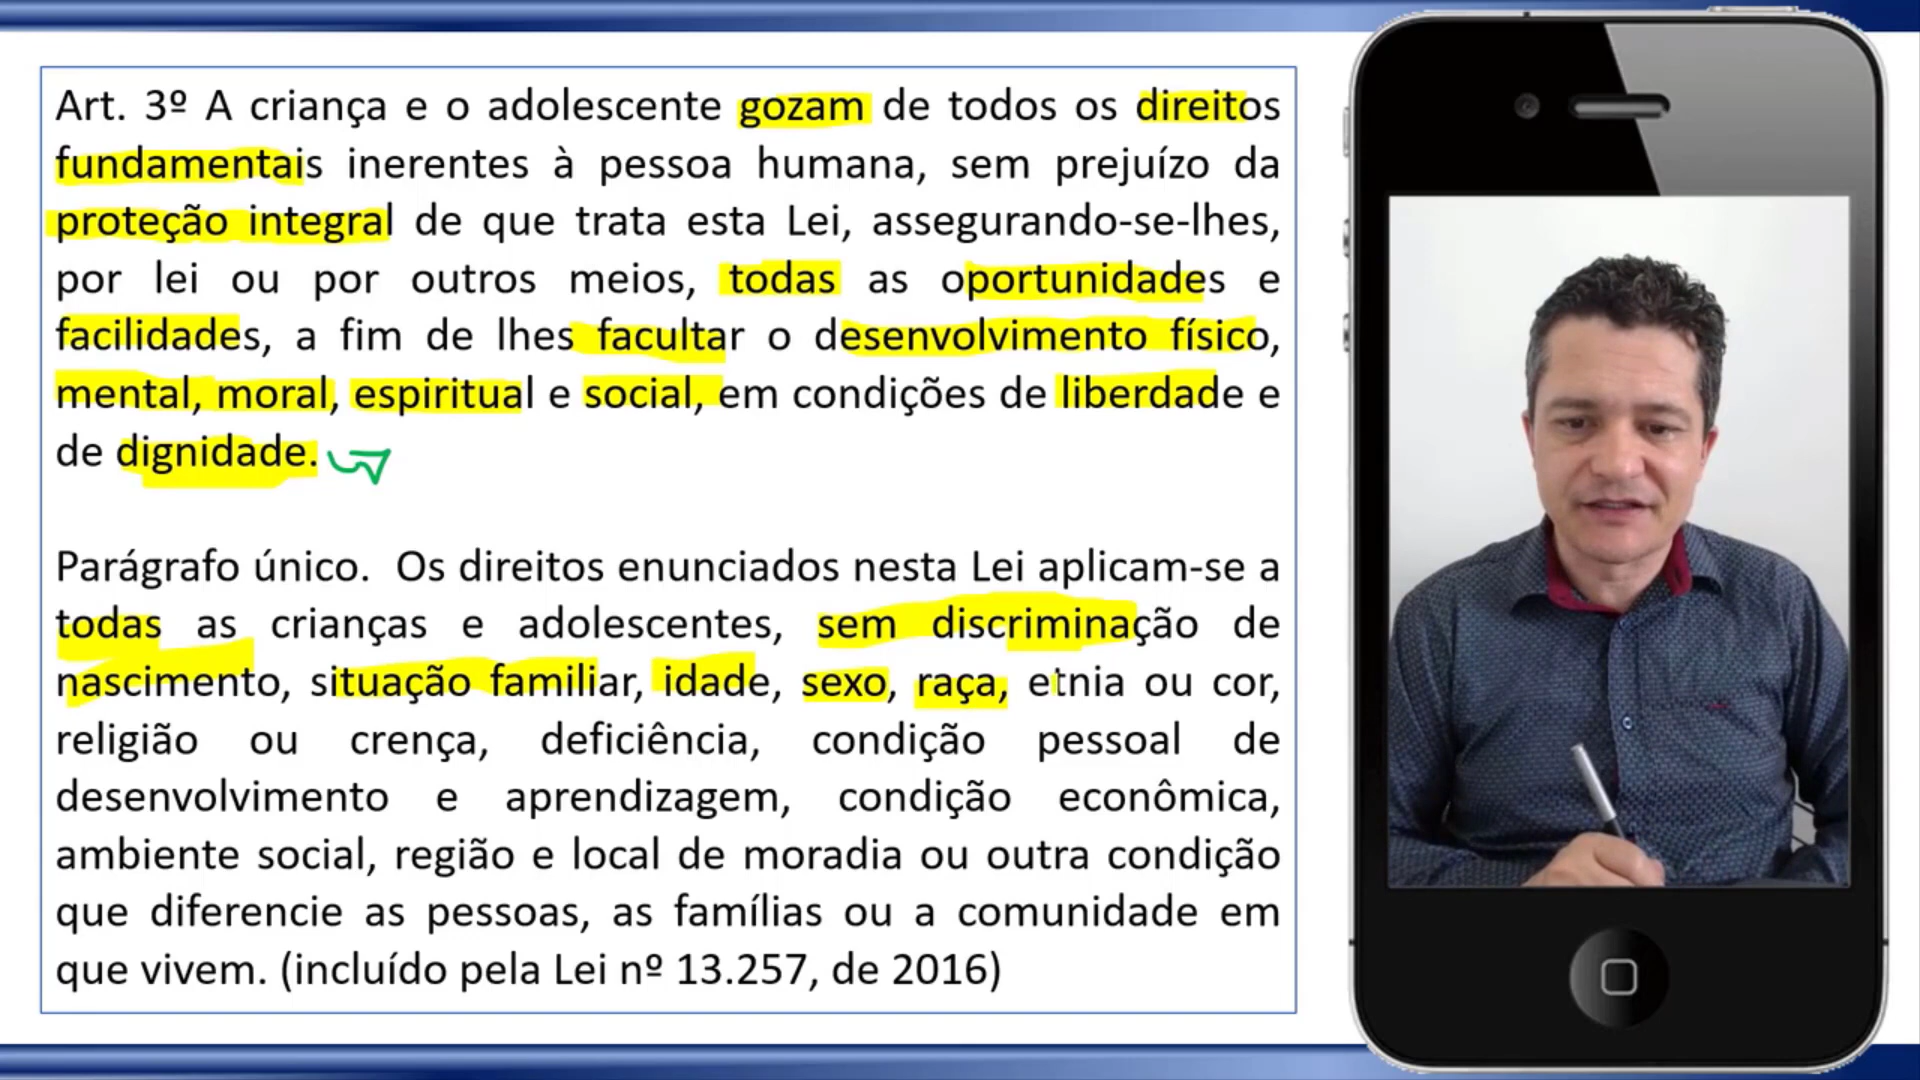 Art. 3º A criança e o adolescente gozam de todos os direitos
fundamentais inerentes à pessoa humana, sem prejuízo da
proteção integral de que trata esta Lei, assegurando-se-lhes,
por lei ou por outros meios, todas as oportunidades e
facilidades, a fim de lhes facultar o desenvolvimento físico,
mental, moral, espiritual e social, em condições de liberdade e
de dignidade.
Parágrafo único. Os direitos enunciados nesta Lei aplicam-se a
todas as crianças e adolescentes, sem discriminação de
nascimento, situação familiar, idade, sexo, raça, etnia ou cor,
religião ou crença, deficiência, condição pessoal de
desenvolvimento e aprendizagem, condição econômica,
ambiente social, região e local de moradia ou outra condição
que diferencie as pessoas, as famílias ou a comunidade em
que vivem. (incluído pela Lei nº 13.257, de 2016)